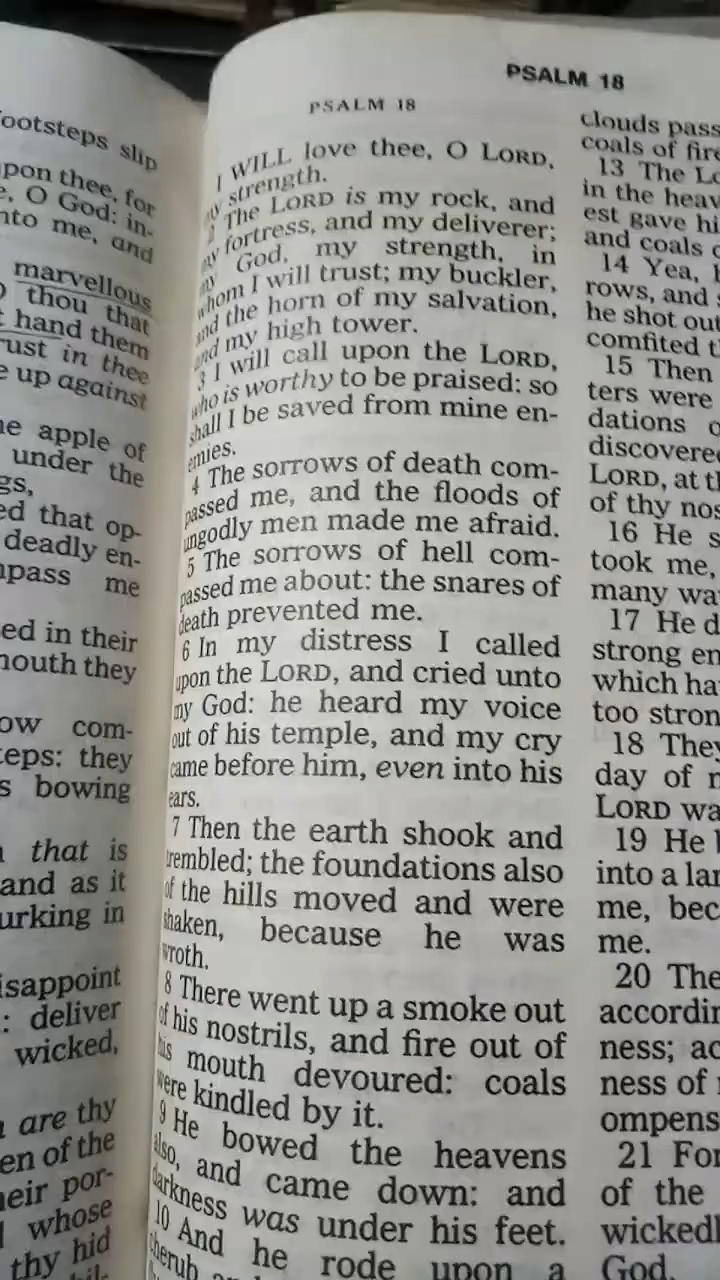 ootsteps slip
pon thee, for
e, O God: in-
nto me, and
marvellous
thou that
hand them
rust in thee
e up against
he apple of
under the
gs,
ed that op-
deadly en-
mpass me
ed in their
mouth they
ow com-
teps: they
s bowing
that is
and as it
urking in
isappoint
: deliver
wicked,
are thy
en of the
heir por-
whose
thy hid
PSALM 18
PSALM 18
1 WILL love thee, O LORD,
my strength.
2 The LORD is my rock, and
my fortress, and my deliverer;
my God, my strength, in
whom I will trust; my buckler,
and the horn of my salvation,
and my high tower.
3 I will call upon the LORD,
who is worthy to be praised: so
shall I be saved from mine en-
emies.
4 The sorrows of death com-
passed me, and the floods of
ungodly men made me afraid.
5 The sorrows of hell com-
passed me about: the snares of
death prevented me.
6 In my distress I called
upon the LORD, and cried unto
my God: he heard my voice
out of his temple, and my cry
came before him, even into his
ears.
7 Then the earth shook and
trembled; the foundations also
of the hills moved and were
shaken, because he was
wroth.
8 There went up a smoke out
of his nostrils, and fire out of
his mouth devoured: coals
were kindled by it.
9 He bowed the heavens
also, and came down: and
darkness was under his feet.
10 And he rode upon a
cherub
clouds pass
coals of fire
13 The Lo
in the heav
est gave hi
and coals
14 Yea,
rows, and
he shot out
comfited t
15 Then
ters were
dations
discovere
LORD, at t
of thy nos
16 He s
took me,
many wa
17 He d
strong en
which ha
too stron
18 They
day of
LORD wa
19 He
into a lar
me, bec
me.
20 The
accordin
ness; ac
ness of
ompens
21 For
of the
wickedl
God.